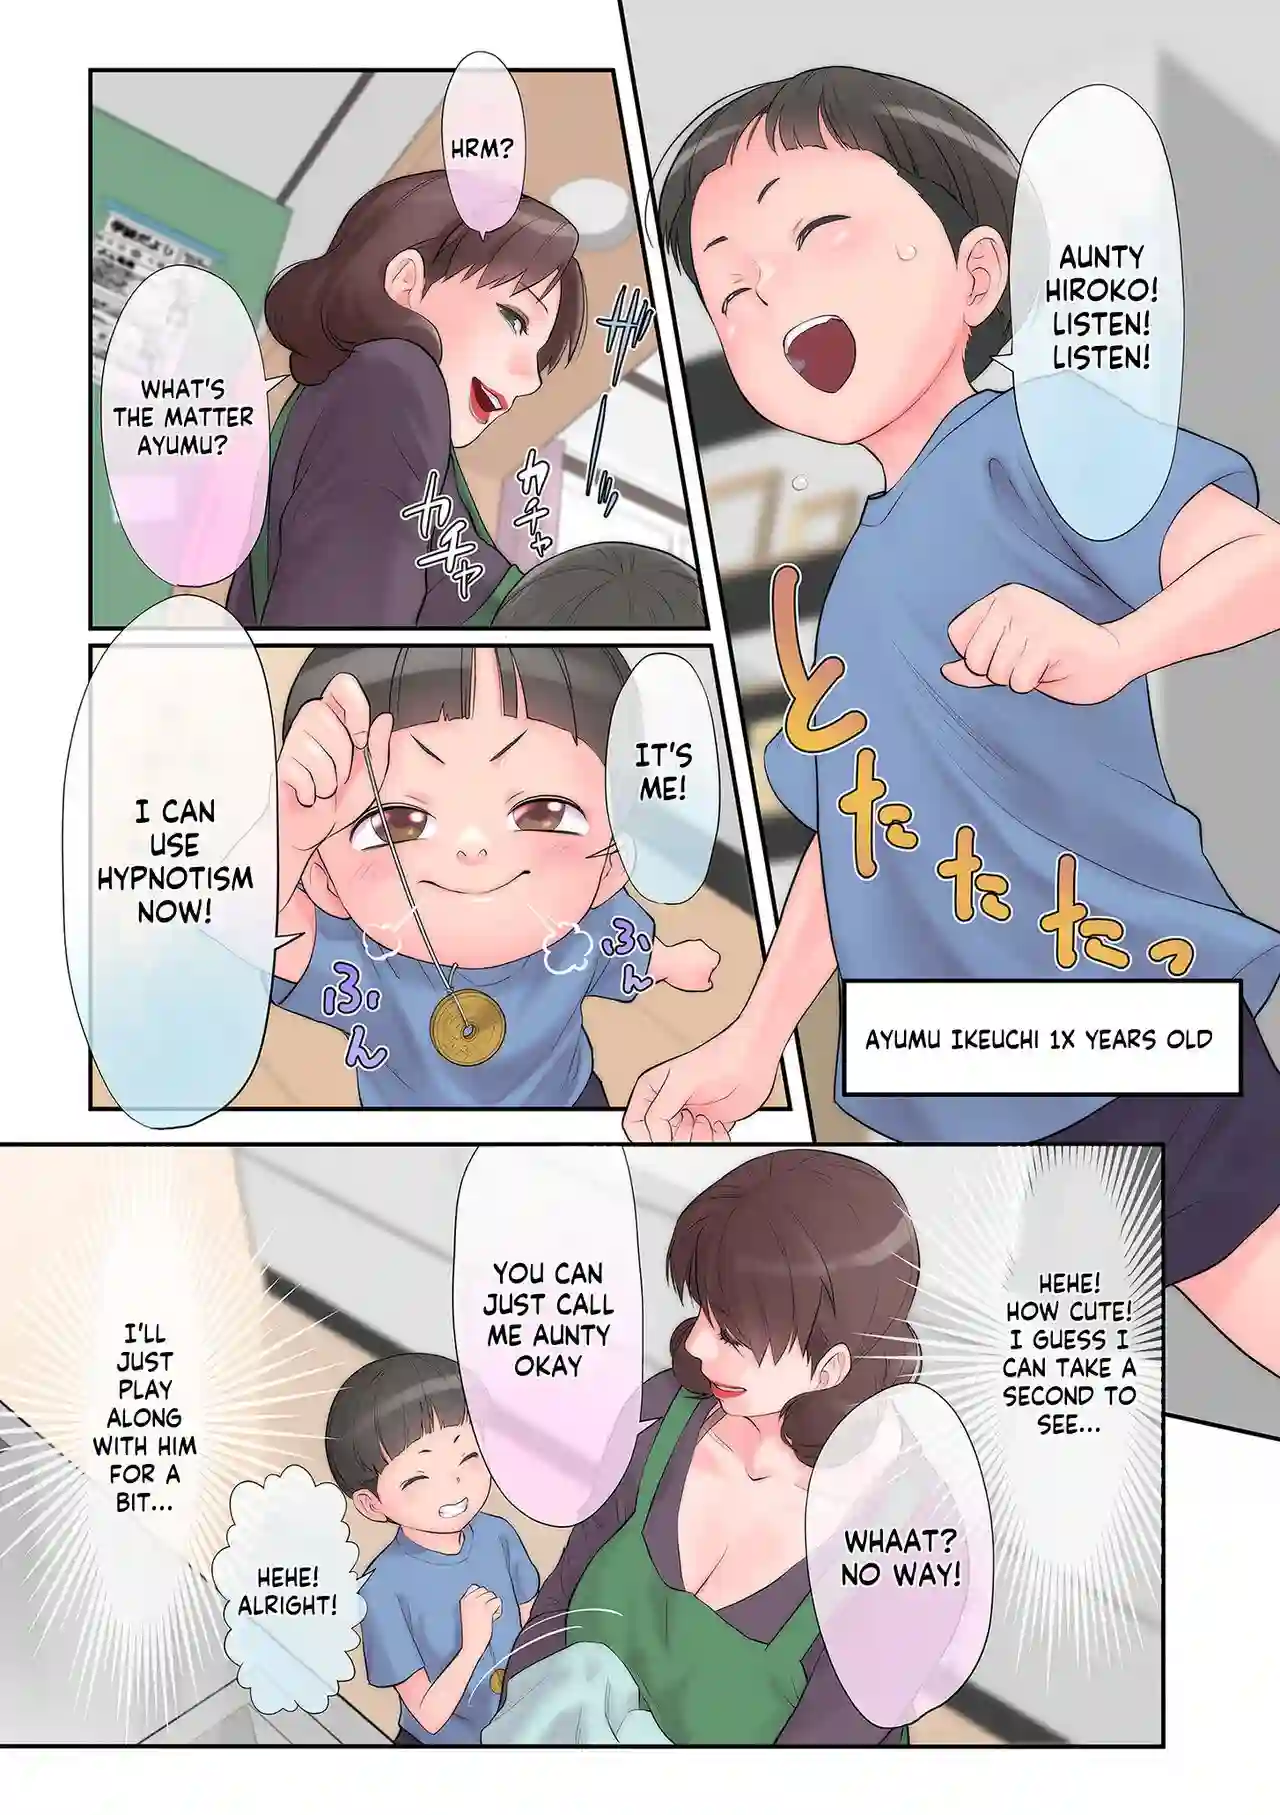 AUNTY
HIROKO!
LISTEN!
LISTEN!
とたたたっ
AYUMU IKEUCHI 1X YEARS OLD
HRM?
WHAT'S
THE MATTER
AYUMU?
カチャ
カチャ
IT'S
ME!
I CAN
USE
HYPNOTISM
NOW!
ふん
ふん
HEHE!
HOW CUTE!
I GUESS I
CAN TAKE A
SECOND TO
SEE...
WHAAT?
NO WAY!
YOU CAN
JUST CALL
ME AUNTY
OKAY
HEHE!
ALRIGHT!
I'LL
JUST
PLAY
ALONG
WITH HIM
FOR A
BIT...